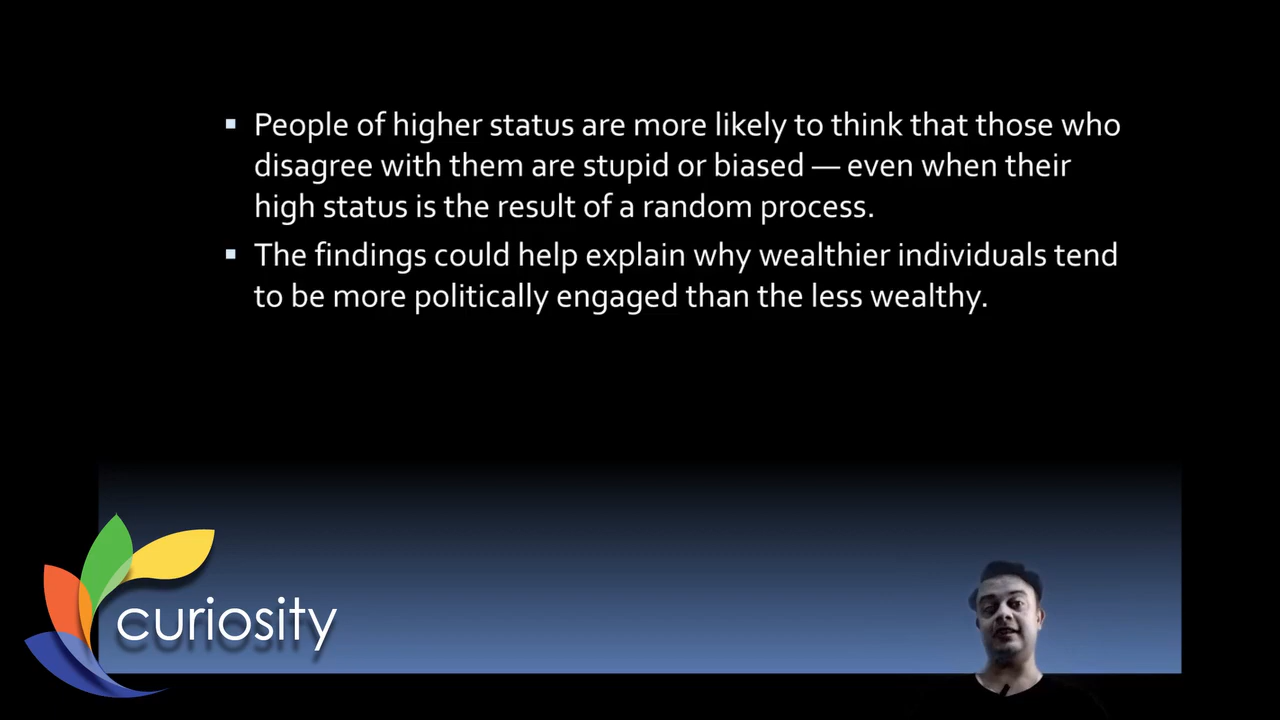 People of higher status are more likely to think that those who
disagree with them are stupid or biased — even when their
high status is the result of a random process.
The findings could help explain why wealthier individuals tend
to be more politically engaged than the less wealthy.
curiosity